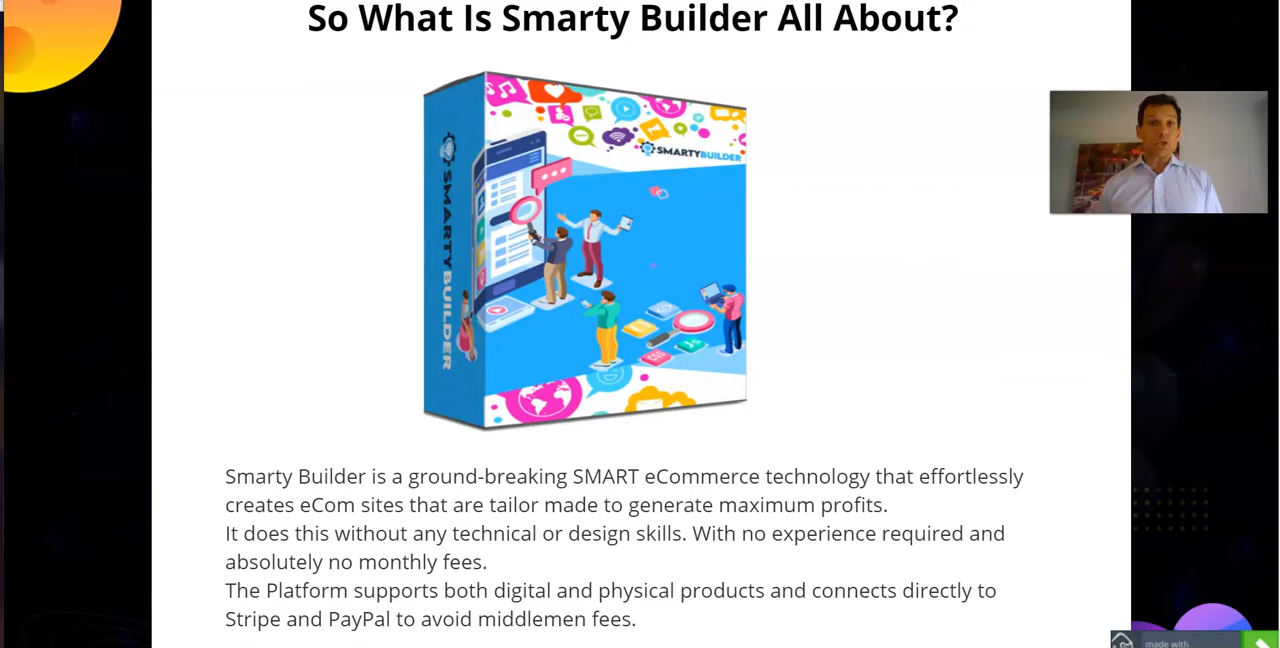 So What Is Smarty Builder All About?
SMARTYBUILDER
SMARTYBUILDER
Smarty Builder is a ground-breaking SMART eCommerce technology that effortlessly
creates eCom sites that are tailor made to generate maximum profits.
It does this without any technical or design skills. With no experience required and
absolutely no monthly fees.
The Platform supports both digital and physical products and connects directly to
Stripe and PayPal to avoid middlemen fees.
made with